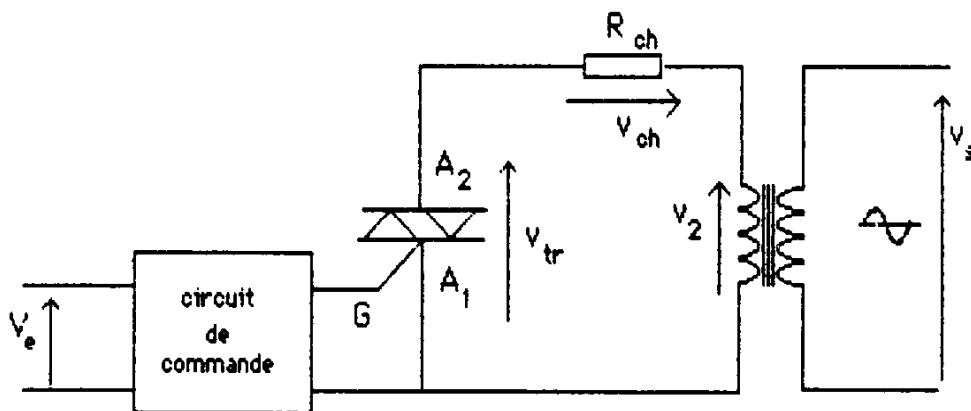 R ch
V ch
A 2
V tr
V 2
V s
A 1
G
circuit
de
commande
V e